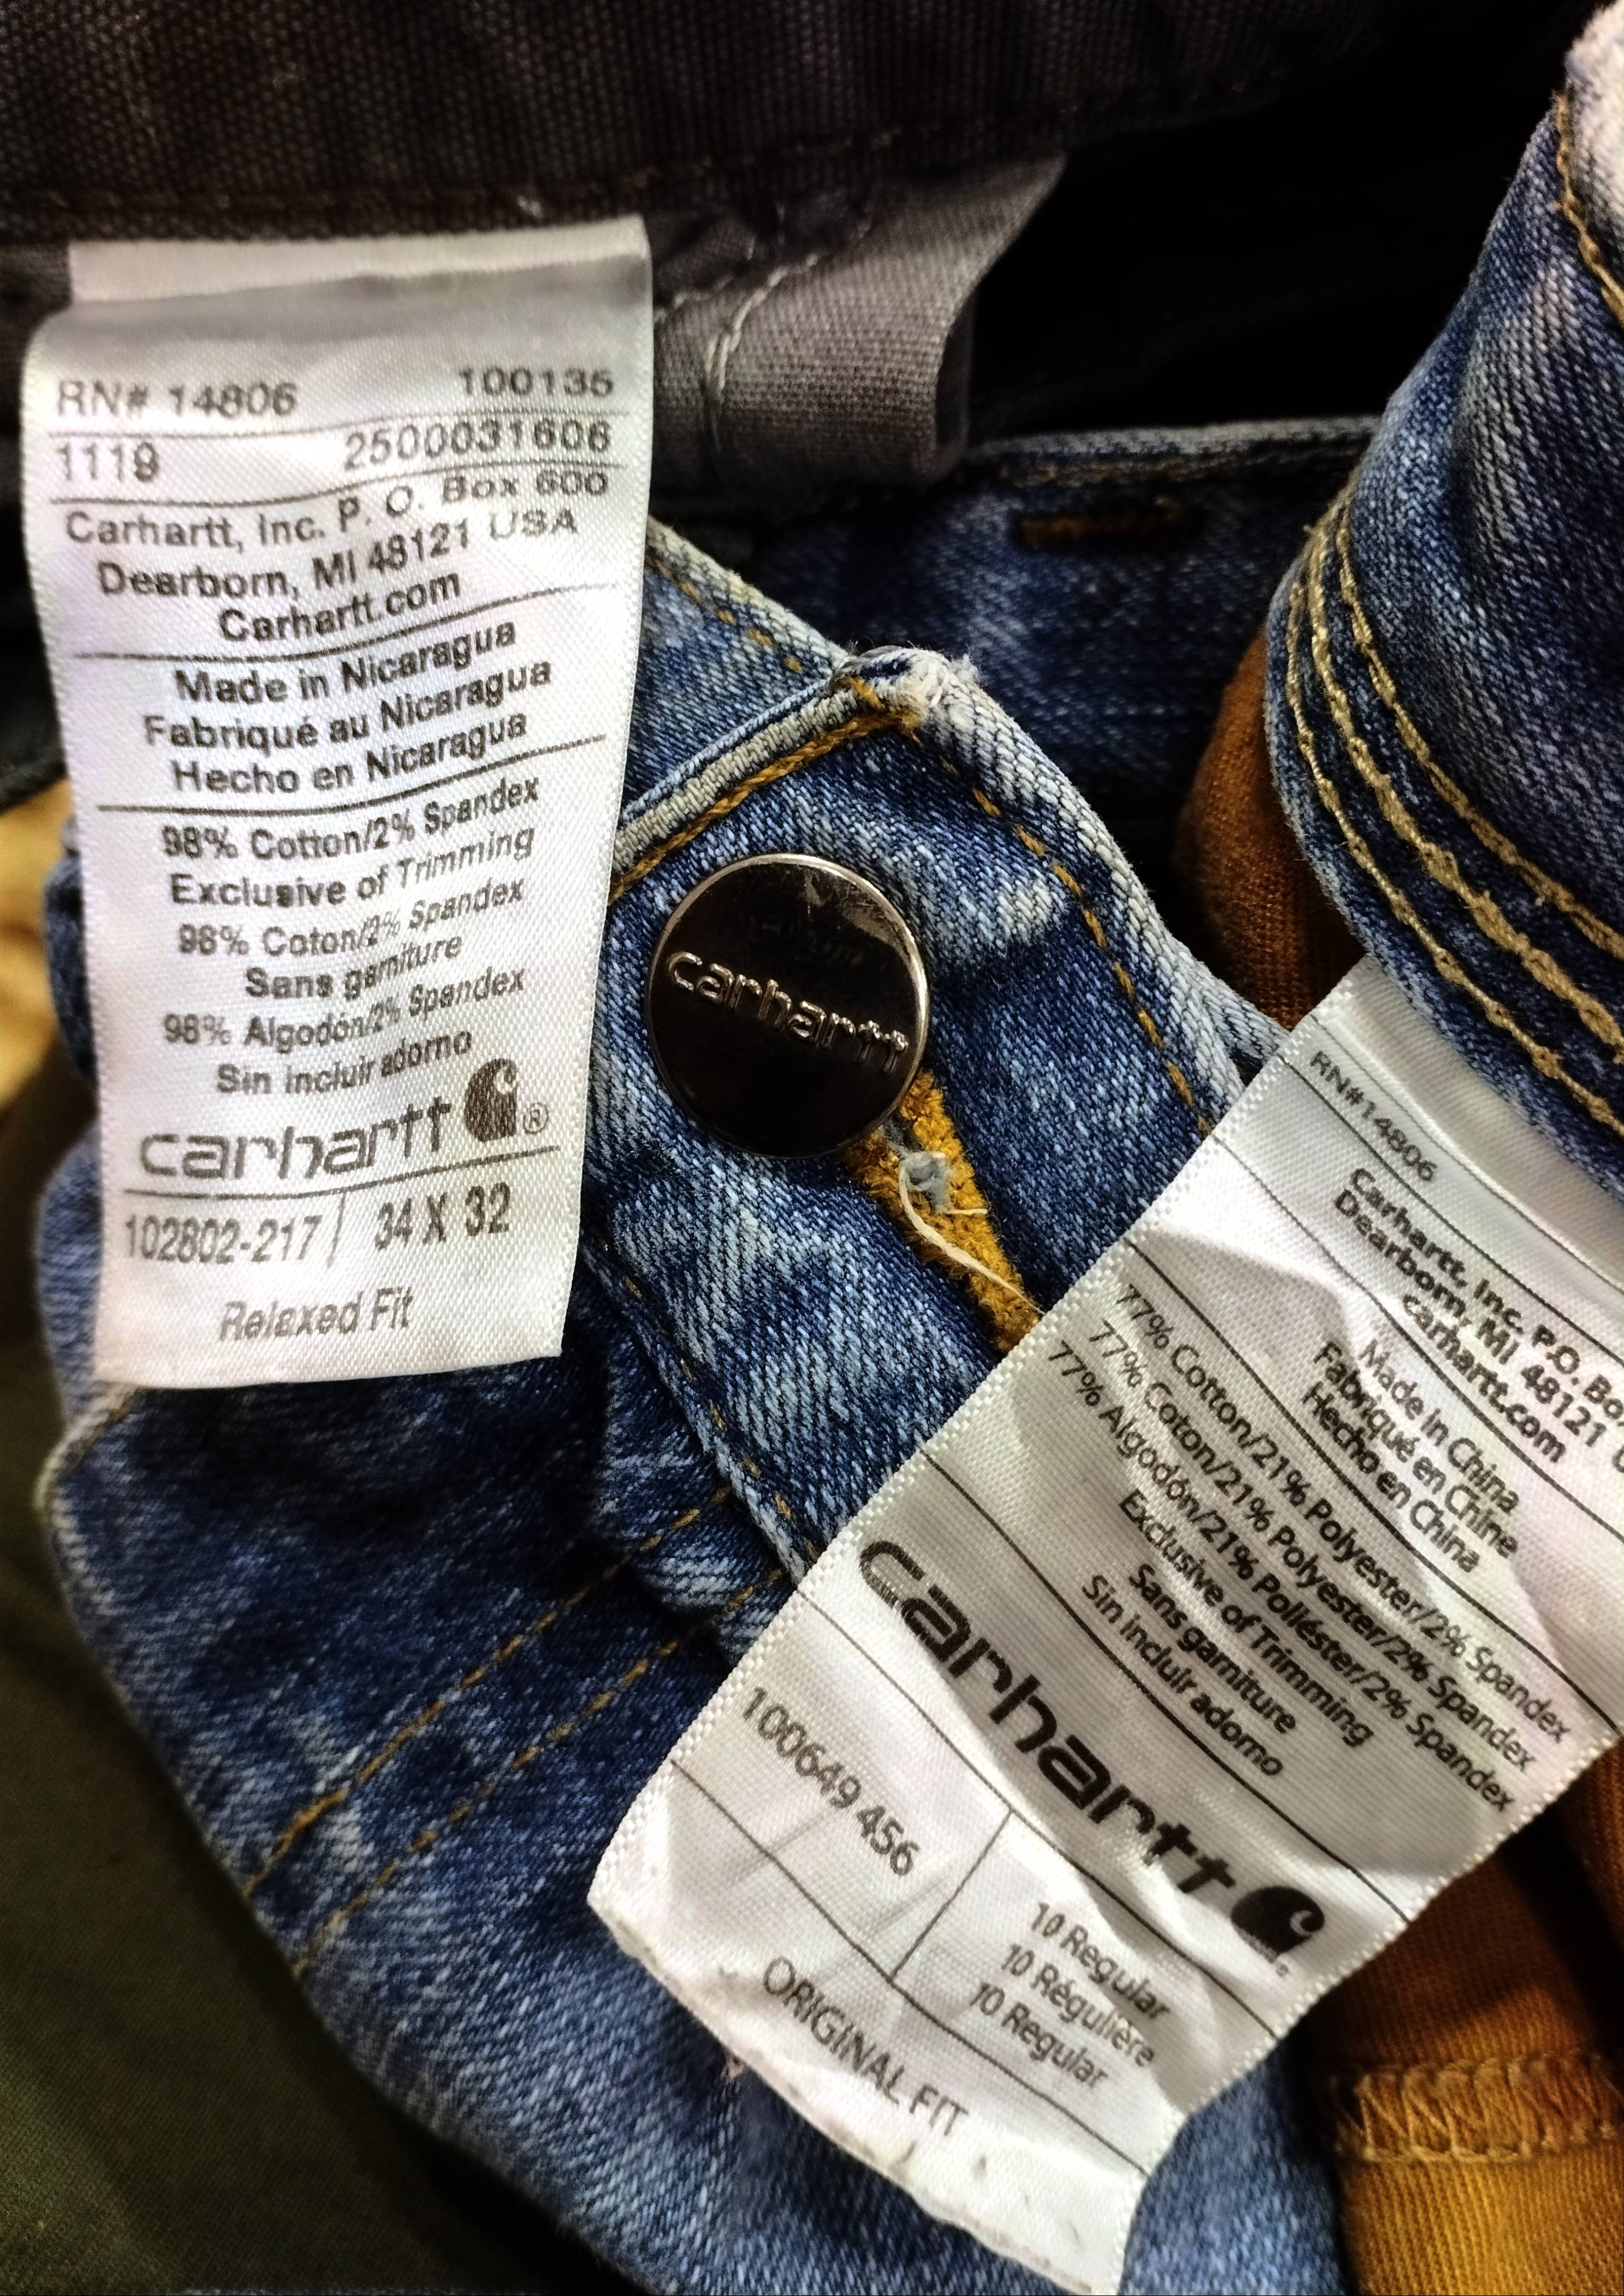 RN# 14806 100135
1119 2500031606
Carhartt, Inc. P. O. Box 600
Dearborn, MI 48121 USA
Carhartt.com
Made in Nicaragua
Fabriqué au Nicaragua
Hecho en Nicaragua
98% Cotton/2% Spandex
Exclusive of Trimming
98% Coton/2% Spandex
Sans garniture
98% Algodón/2% Spandex
Sin incluir adorno
carhartt ®
102802-217 34 X 32
Relaxed Fit
carhartt
RN#14806
Carhartt, Inc. P.O.
Dearborn, MI 48121
carhartt.com
Made in China
Fabriqué en Chine
Hecho en China
77% Cotton/21% Polyester/2% Spandex
77% Coton/21% Polyester/2% Spandex
77% Algodón/21% Poliéster/2% Spandex
Exclusive of Trimming
Sans garniture
Sin incluir adorno
carhartt
100649 456
10 Regular
10 Régulière
10 Regular
ORIGINAL FIT